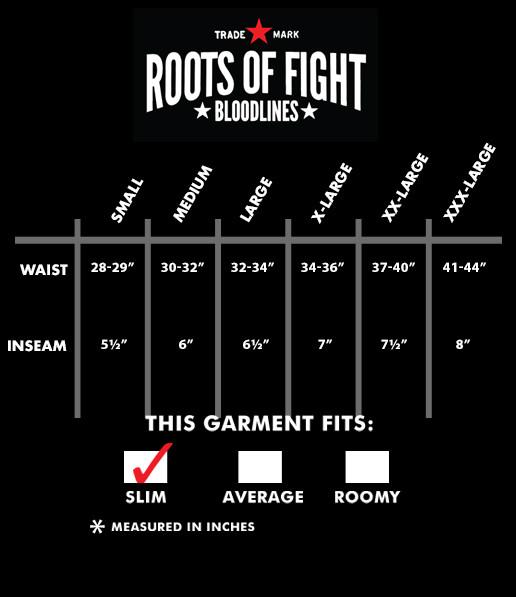 TRADE MARK
ROOTS OF FIGHT
BLOODLINES
SMALL MEDIUM LARGE X-LARGE XX-LARGE XXX-LARGE
WAIST 28-29" 30-32" 32-34" 34-36" 37-40" 41-44"
INSEAM 5½" 6" 6½" 7" 7½" 8"
THIS GARMENT FITS:
SLIM AVERAGE ROOMY
* MEASURED IN INCHES